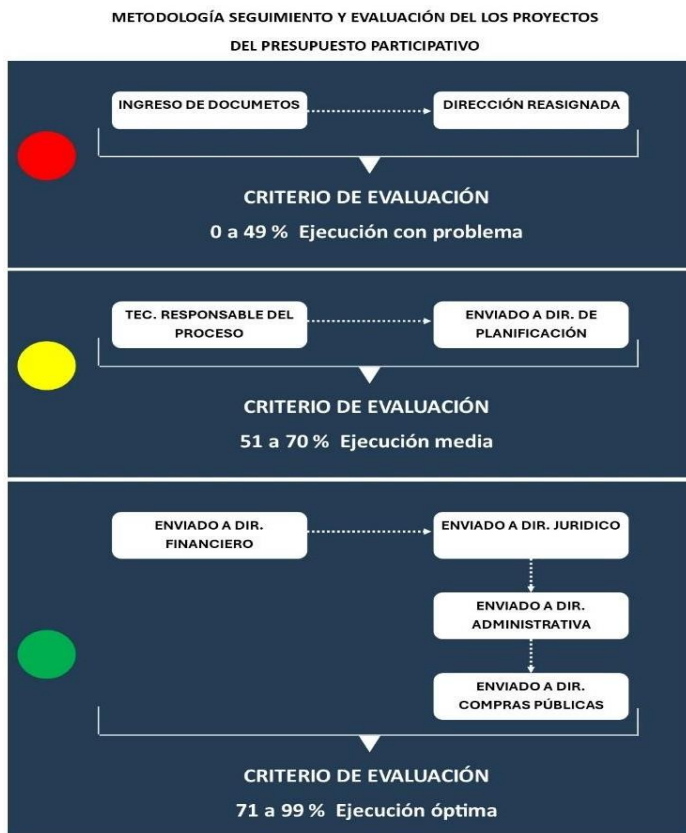 METODOLOGÍA SEGUIMIENTO Y EVALUACIÓN DEL LOS PROYECTOS
DEL PRESUPUESTO PARTICIPATIVO
INGRESO DE DOCUMETOS
DIRECCIÓN REASIGNADA
CRITERIO DE EVALUACIÓN
0 a 49 % Ejecución con problema
TEC. RESPONSABLE DEL
PROCESO
ENVIADO A DIR. DE
PLANIFICACIÓN
CRITERIO DE EVALUACIÓN
51 a 70 % Ejecución media
ENVIADO A DIR.
FINANCIERO
ENVIADO A DIR. JURIDICO
ENVIADO A DIR.
ADMINISTRATIVA
ENVIADO A DIR.
COMPRAS PÚBLICAS
CRITERIO DE EVALUACIÓN
71 a 99 % Ejecución óptima